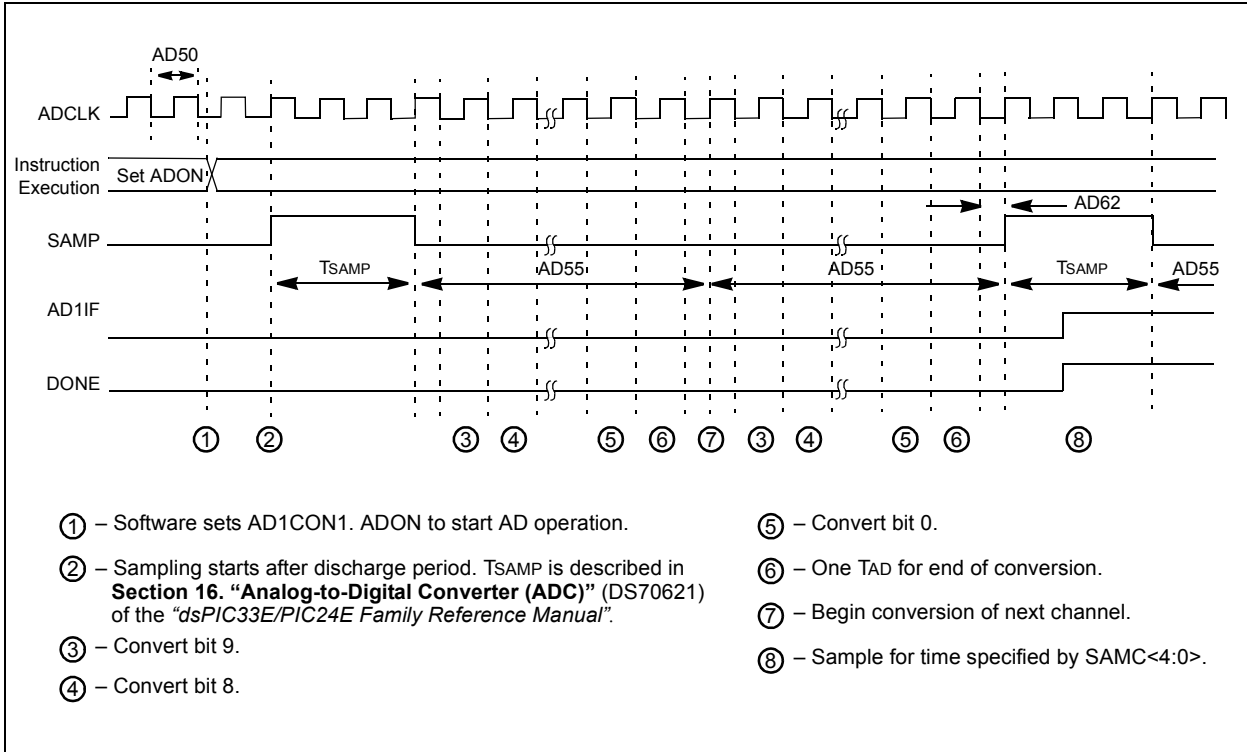 AD50
ADCLK
Instruction
Execution
Set ADON
AD62
SAMP
TSAMP
AD55
AD55
TSAMP
AD55
AD1IF
DONE
1 2 3 4 5 6 7 3 4 5 6 8
1 – Software sets AD1CON1. ADON to start AD operation.
2 – Sampling starts after discharge period. TSAMP is described in
Section 16. “Analog-to-Digital Converter (ADC)” (DS70621)
of the “dsPIC33E/PIC24E Family Reference Manual”.
3 – Convert bit 9.
4 – Convert bit 8.
5 – Convert bit 0.
6 – One TAD for end of conversion.
7 – Begin conversion of next channel.
8 – Sample for time specified by SAMC<4:0>.